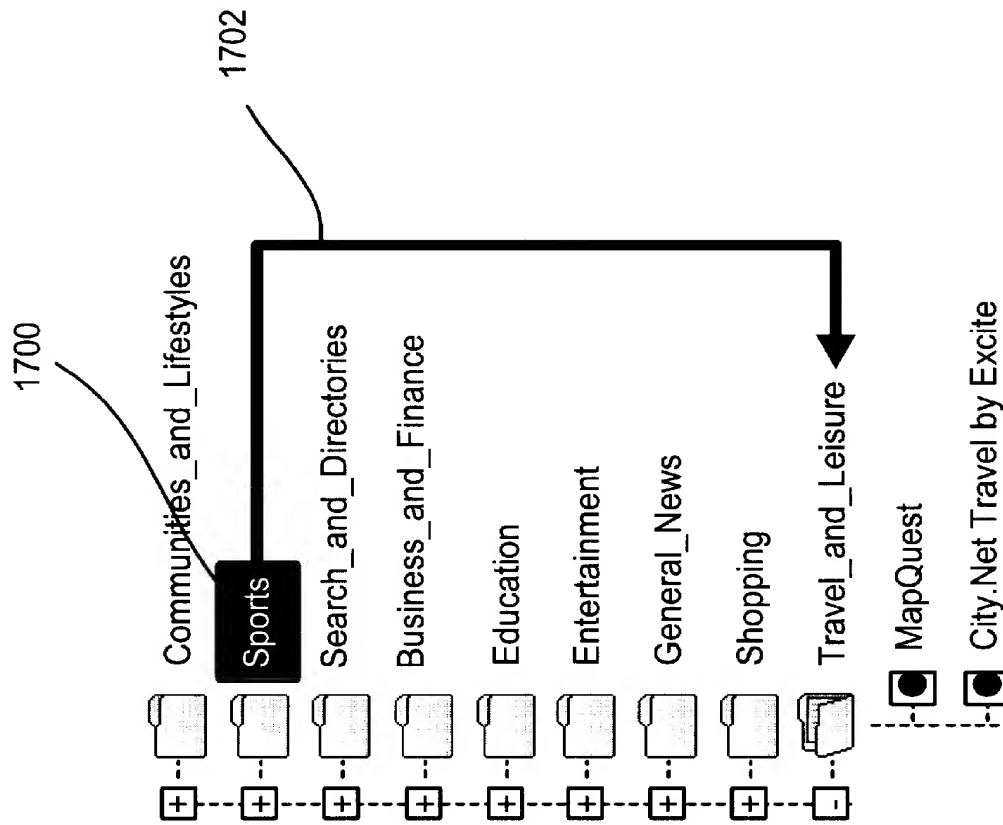 1700
1702
Communities_and_Lifestyles
Sports
Search_and_Directories
Business_and_Finance
Education
Entertainment
General_News
Shopping
Travel_and_Leisure
MapQuest
City.Net Travel by Excite